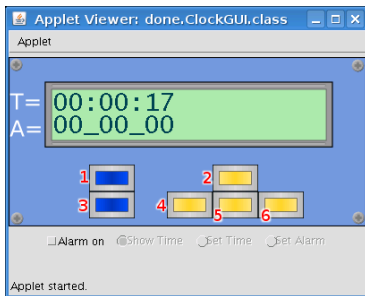 Applet Viewer: done.ClockGUI.class
Applet
T= 00:00:17
A= 00_00_00
1 2
3 4 5 6
Alarm on Show Time Set Time Set Alarm
Applet started.